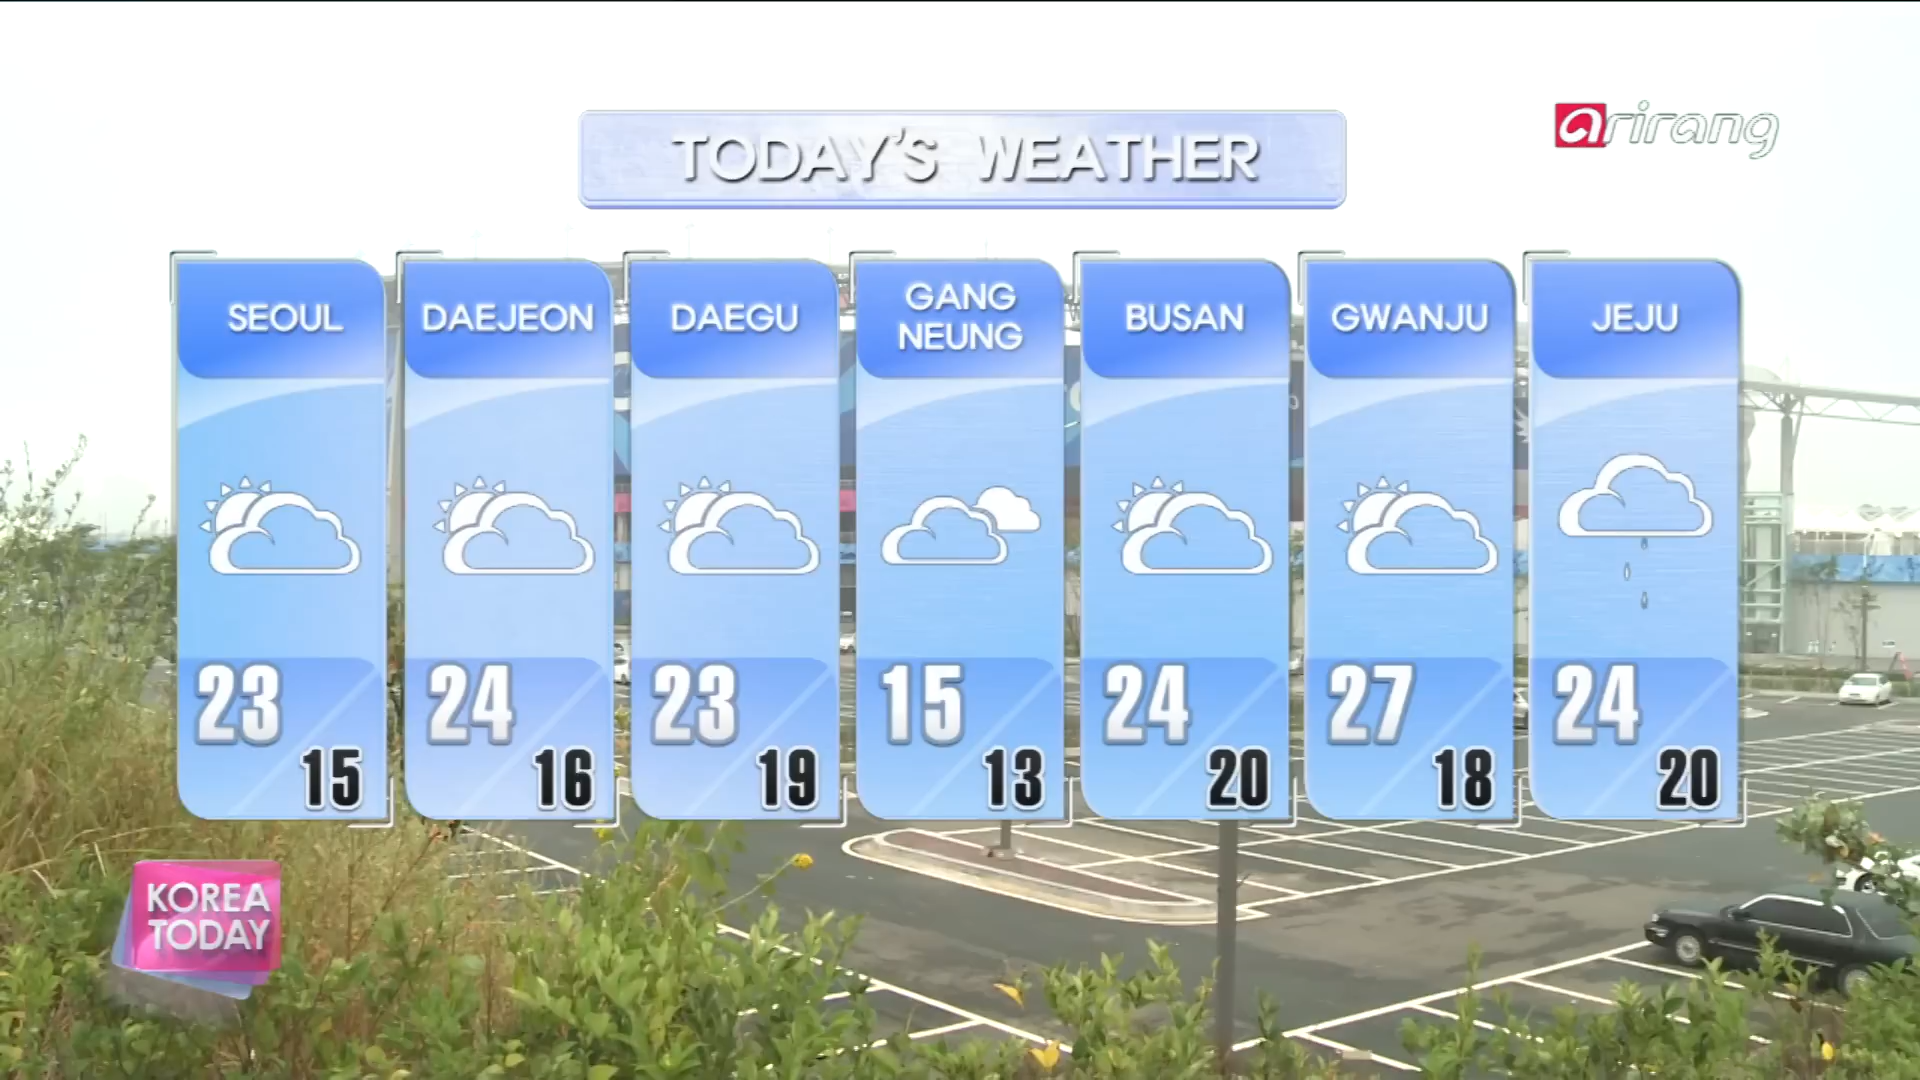 arirang
TODAY'S WEATHER
SEOUL
23
15
DAEJEON
24
16
DAEGU
23
19
GANG
NEUNG
15
13
BUSAN
24
20
GWANJU
27
18
JEJU
24
20
KOREA
TODAY